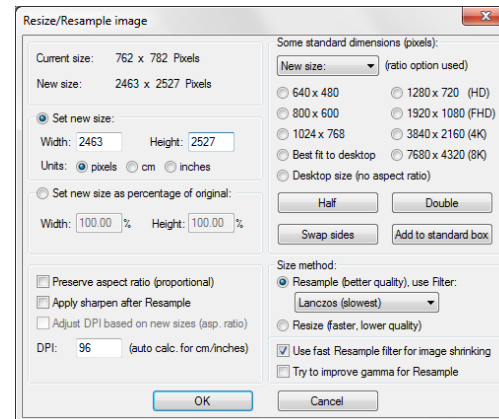 Resize/Resample image
Current size: 762 x 782 Pixels
New size: 2463 x 2527 Pixels
Set new size:
Width: 2463 Height: 2527
Units: pixels cm inches
Set new size as percentage of original:
Width: 100.00 % Height: 100.00 %
Preserve aspect ratio (proportional)
Apply sharpen after Resample
Adjust DPI based on new sizes (asp. ratio)
DPI: 96 (auto calc. for cm/inches)
Some standard dimensions (pixels):
New size: (ratio option used)
640 x 480 1280 x 720 (HD)
800 x 600 1920 x 1080 (FHD)
1024 x 768 3840 x 2160 (4K)
Best fit to desktop 7680 x 4320 (8K)
Desktop size (no aspect ratio)
Half Double
Swap sides Add to standard box
Size method:
Resample (better quality), use Filter:
Lanczos (slowest)
Resize (faster, lower quality)
Use fast Resample filter for image shrinking
Try to improve gamma for Resample
OK Cancel